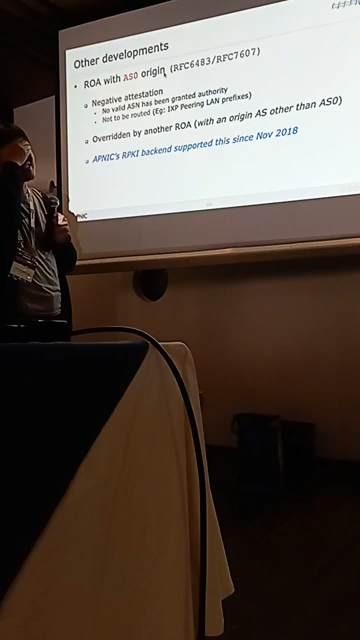 Other developments
• ROA with AS0 origin (RFC6483/RFC7607)
Negative attestation
• No valid ASN has been granted authority
• Not to be routed (Eg: IXP Peering LAN prefixes)
Overridden by another ROA (with an origin AS other than AS0)
APNIC's RPKI backend supported this since Nov 2018